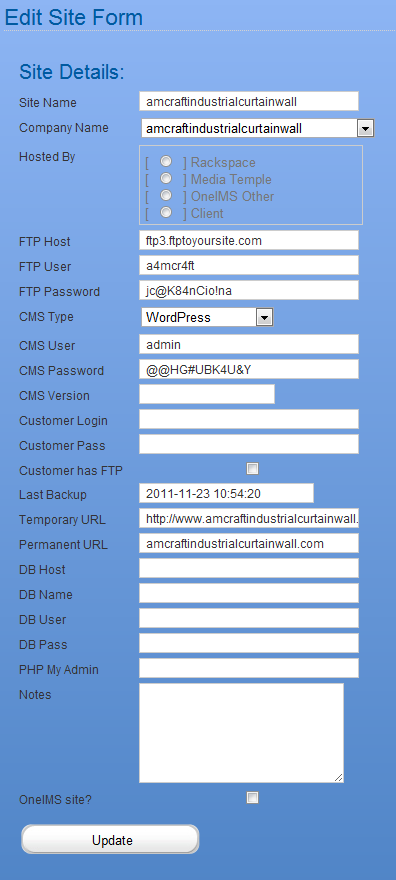 Edit Site Form
Site Details:
Site Name amcraftindustrialcurtainwall
Company Name amcraftindustrialcurtainwall
Hosted By
[ ] Rackspace
[ ] Media Temple
[ ] OneIMS Other
[ ] Client
FTP Host ftp3.ftptoyoursite.com
FTP User a4mcr4ft
FTP Password jc@K84nCio!na
CMS Type WordPress
CMS User admin
CMS Password @@HG#UBK4U&Y
CMS Version
Customer Login
Customer Pass
Customer has FTP
Last Backup 2011-11-23 10:54:20
Temporary URL http://www.amcraftindustrialcurtainwall.
Permanent URL amcraftindustrialcurtainwall.com
DB Host
DB Name
DB User
DB Pass
PHP My Admin
Notes
OneIMS site?
Update